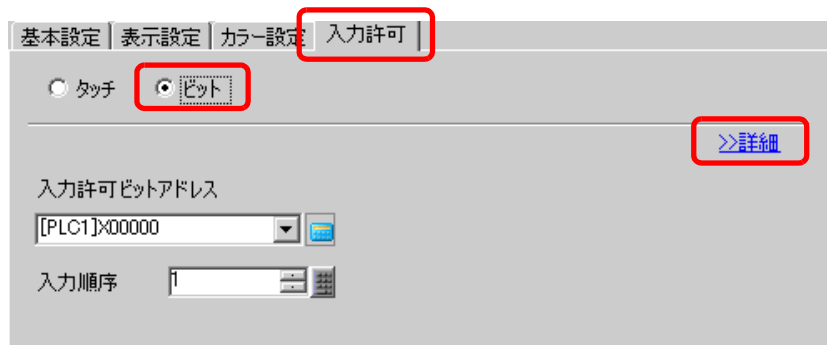 基本設定 表示設定 カラー設定 入力許可
タッチ ビット
>>詳細
入力許可ビットアドレス
[PLC1]X00000
入力順序 1